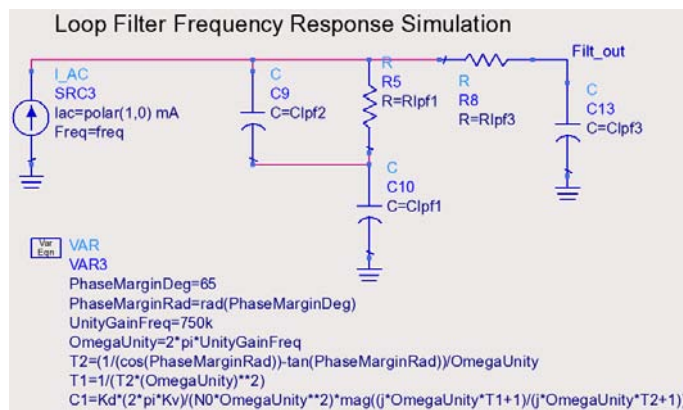 Loop Filter Frequency Response Simulation
I_AC
SRC3
Iac=polar(1,0) mA
Freq=freq
C
C9
C=Clpf2
R
R5
R=Rlpf1
R
R8
R=Rlpf3
Filt_out
C
C13
C=Clpf3
C
C10
C=Clpf1
Var
Eqn
VAR
VAR3
PhaseMarginDeg=65
PhaseMarginRad=rad(PhaseMarginDeg)
UnityGainFreq=750k
OmegaUnity=2*pi*UnityGainFreq
T2=(1/(cos(PhaseMarginRad))-tan(PhaseMarginRad))/OmegaUnity
T1=1/(T2*(OmegaUnity)**2)
C1=Kd*(2*pi*Kv)/(N0*OmegaUnity**2)*mag((j*OmegaUnity*T1+1)/(j*OmegaUnity*T2+1)